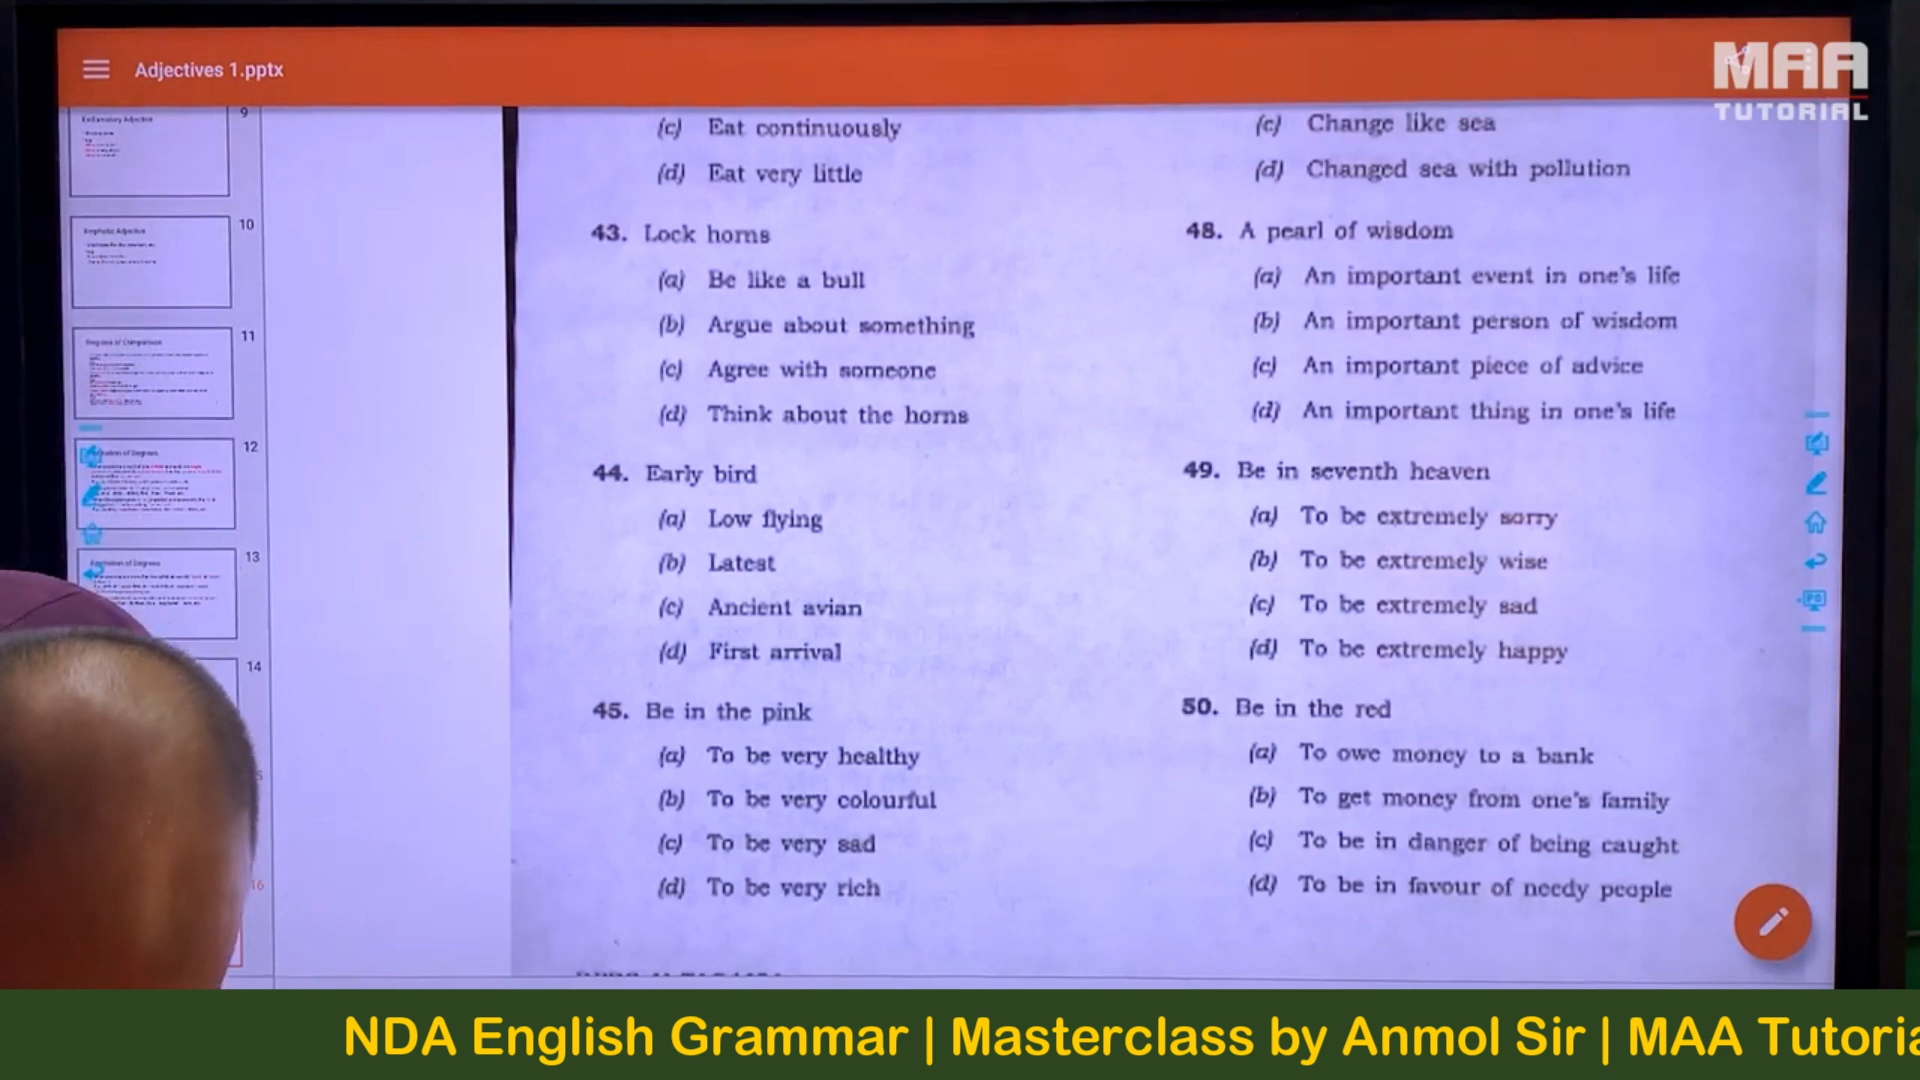 Adjectives 1.pptx
MAA
TUTORIAL
9
10
11
12
13
14
16
(c) Eat continuously
(d) Eat very little
43. Lock horns
(a) Be like a bull
(b) Argue about something
(c) Agree with someone
(d) Think about the horns
44. Early bird
(a) Low flying
(b) Latest
(c) Ancient avian
(d) First arrival
45. Be in the pink
(a) To be very healthy
(b) To be very colourful
(c) To be very sad
(d) To be very rich
(c) Change like sea
(d) Changed sea with pollution
48. A pearl of wisdom
(a) An important event in one's life
(b) An important person of wisdom
(c) An important piece of advice
(d) An important thing in one's life
49. Be in seventh heaven
(a) To be extremely sorry
(b) To be extremely wise
(c) To be extremely sad
(d) To be extremely happy
50. Be in the red
(a) To owe money to a bank
(b) To get money from one's family
(c) To be in danger of being caught
(d) To be in favour of needy people
NDA English Grammar | Masterclass by Anmol Sir | MAA Tutoria